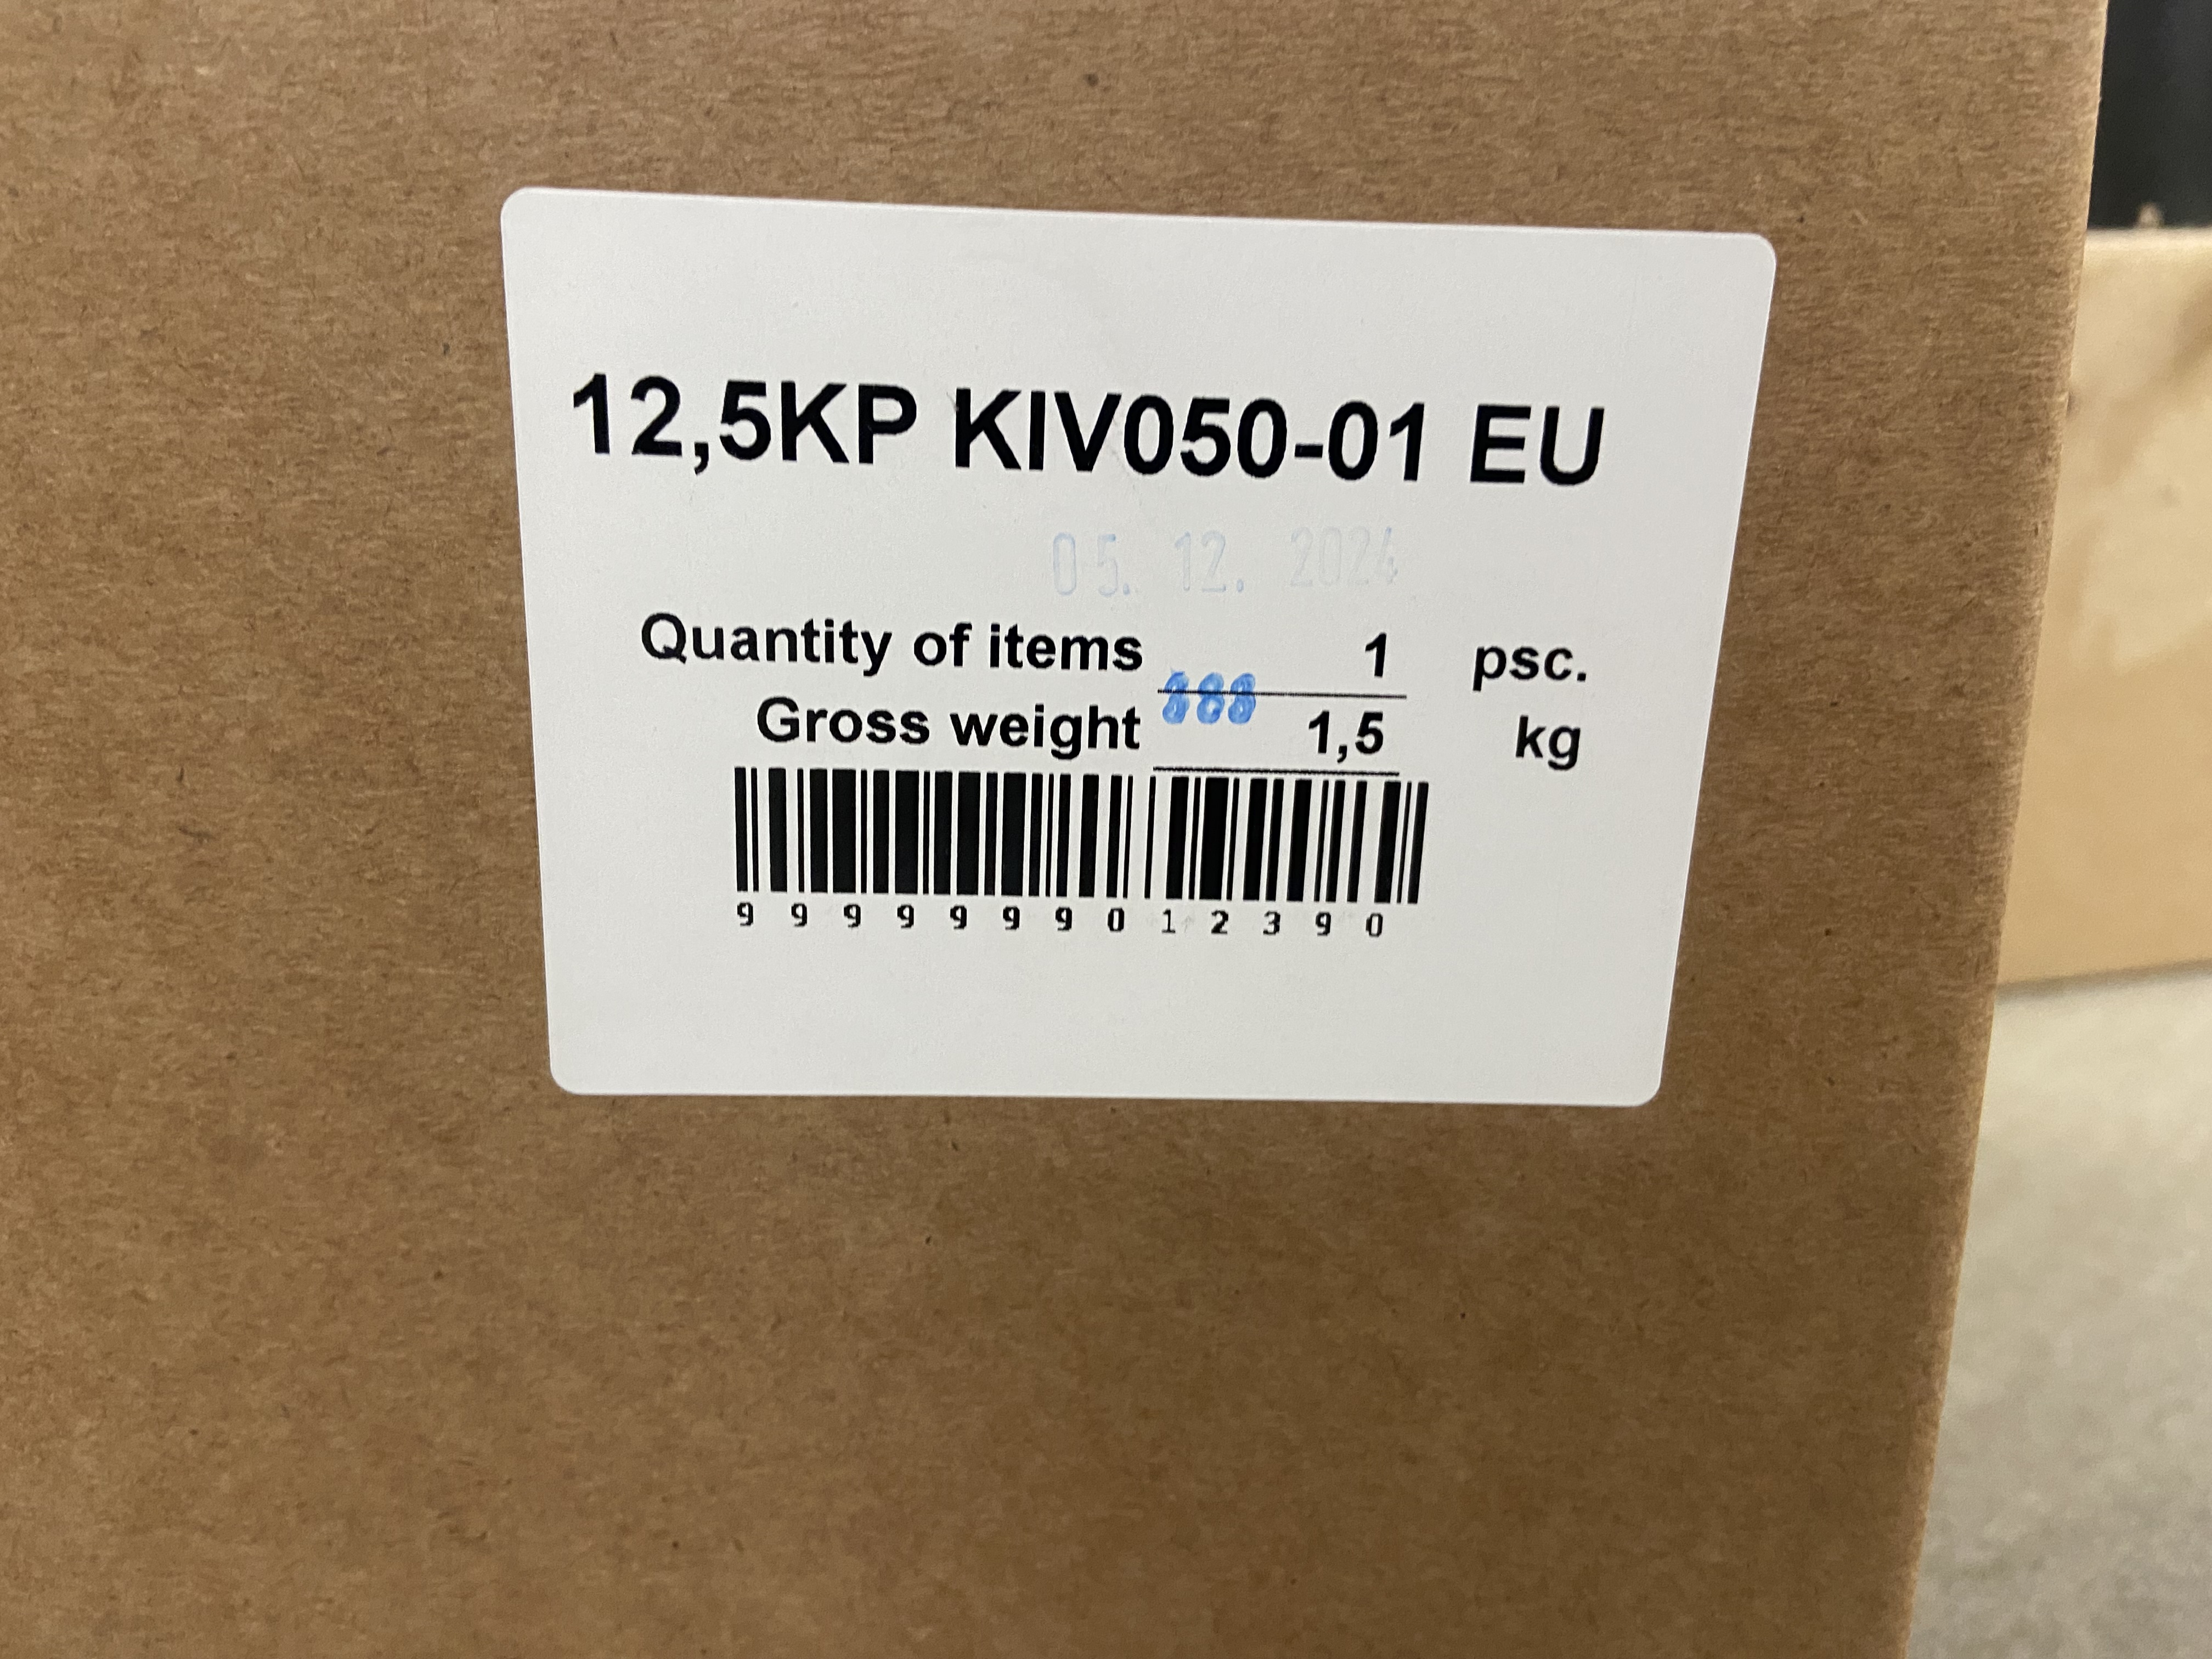 12,5KP KIV050-01 EU
05. 12. 2024
Quantity of items 1 psc.
Gross weight 1,5 kg
9999999012390